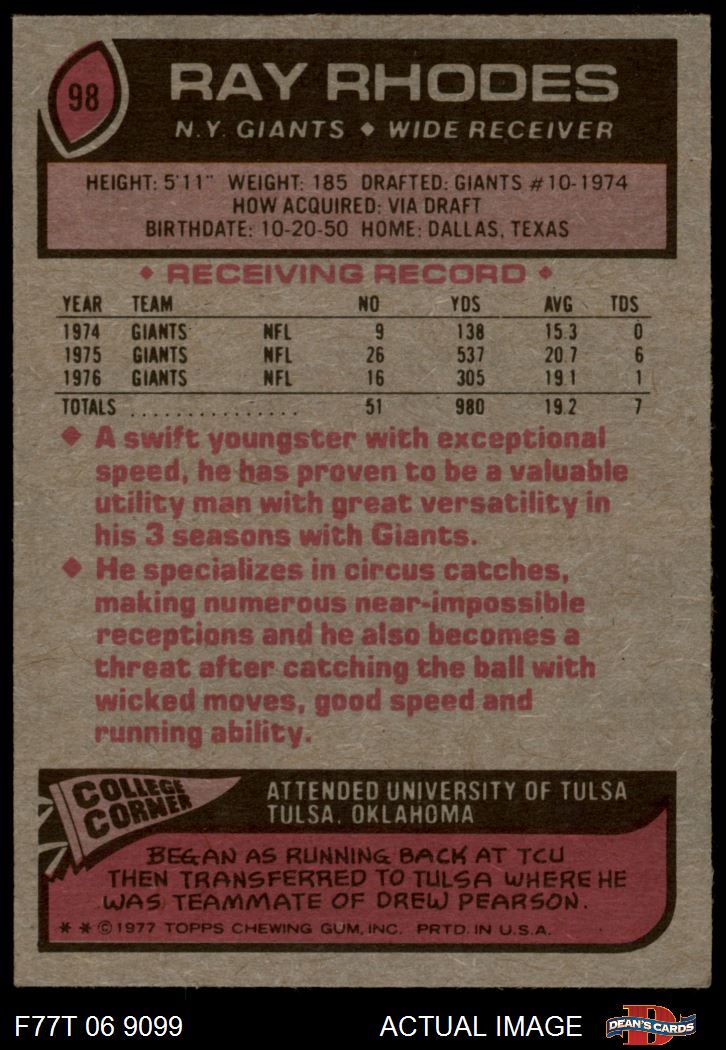 98
RAY RHODES
N.Y. GIANTS ◆ WIDE RECEIVER
HEIGHT: 5'11" WEIGHT: 185 DRAFTED: GIANTS #10-1974
HOW ACQUIRED: VIA DRAFT
BIRTHDATE: 10-20-50 HOME: DALLAS, TEXAS
◆ RECEIVING RECORD ◆
YEAR TEAM NO YDS AVG TDS
1974 GIANTS NFL 9 138 15.3 0
1975 GIANTS NFL 26 537 20.7 6
1976 GIANTS NFL 16 305 19.1 1
TOTALS ............... 51 980 19.2 7
◆ A swift youngster with exceptional
speed, he has proven to be a valuable
utility man with great versatility in
his 3 seasons with Giants.
◆ He specializes in circus catches,
making numerous near-impossible
receptions and he also becomes a
threat after catching the ball with
wicked moves, good speed and
running ability.
COLLEGE
CORNER
ATTENDED UNIVERSITY OF TULSA
TULSA, OKLAHOMA
BEGAN AS RUNNING BACK AT TCU
THEN TRANSFERRED TO TULSA WHERE HE
WAS TEAMMATE OF DREW PEARSON.
* * © 1977 TOPPS CHEWING GUM, INC. PRTD. IN U.S.A.
F77T 06 9099 ACTUAL IMAGE DEAN'S CARDS